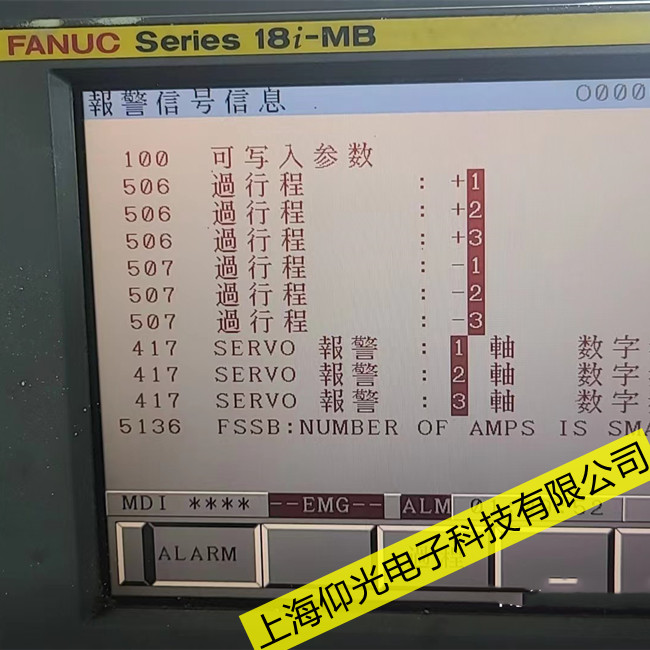 FANUC Series 18i-MB
報警信号信息 O000
100 可写入参数
506 過行程 : +1
506 過行程 : +2
506 過行程 : +3
507 過行程 : -1
507 過行程 : -2
507 過行程 : -3
417 SERVO 報警 : 1 軸 数字
417 SERVO 報警 : 2 軸 数字
417 SERVO 報警 : 3 軸 数字
5136 FSSB:NUMBER OF AMPS IS SMA
MDI **** --EMG-- ALM
ALARM
上海仰光电子科技有限公司